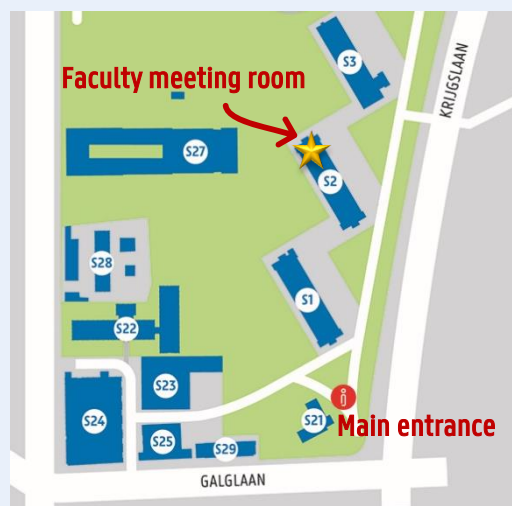 S3
Faculty meeting room
KRIJGSLAAN
S27
S2
S28
S1
S22
S23
S24
S21
Main entrance
S25
S29
GALGLAAN